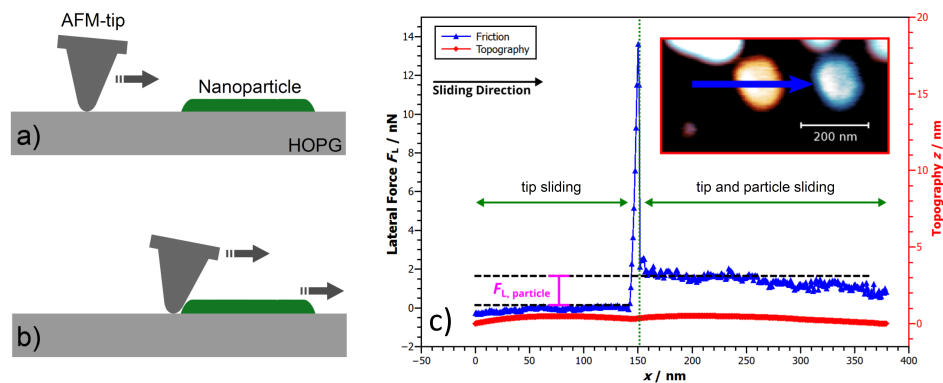 AFM-tip
Nanoparticle
HOPG
a)
b)
c)
Lateral Force FL / nN
14
12
10
8
6
4
2
0
−2
Friction
Topography
Sliding Direction
200 nm
tip sliding
tip and particle sliding
FL, particle
−50
0
50
100
150
200
250
300
350
400
x / nm
20
15
10
5
0
Topography z / nm